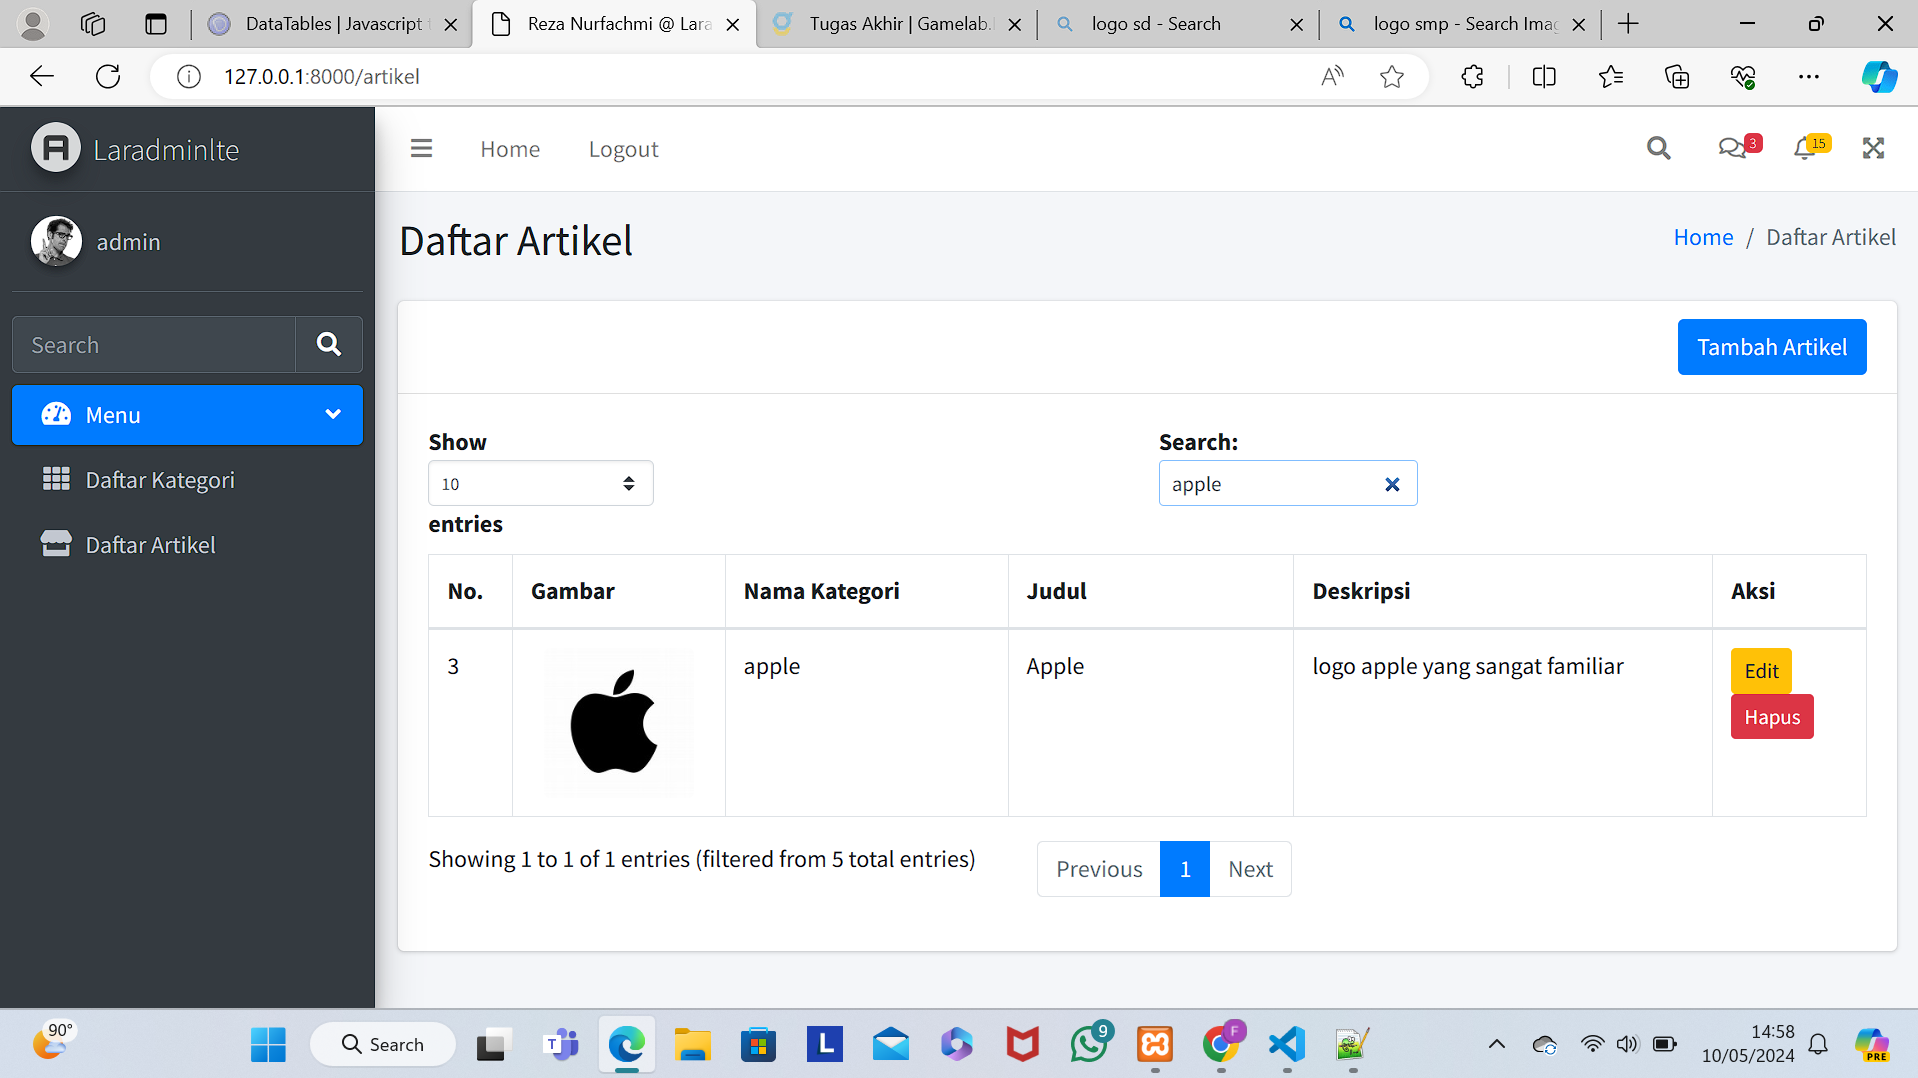 DataTables | Javascript
Reza Nurfachmi @ Lara
Tugas Akhir | Gamelab.
logo sd - Search
logo smp - Search Imag
127.0.0.1:8000/artikel
Laradminlte
Home
Logout
3
15
admin
Daftar Artikel
Home / Daftar Artikel
Search
Tambah Artikel
Menu
Daftar Kategori
Daftar Artikel
Show
10
entries
Search:
apple
No.
Gambar
Nama Kategori
Judul
Deskripsi
Aksi
3
apple
Apple
logo apple yang sangat familiar
Edit
Hapus
Showing 1 to 1 of 1 entries (filtered from 5 total entries)
Previous
1
Next
90°
Search
T
L
9
F
14:58
10/05/2024
PRE